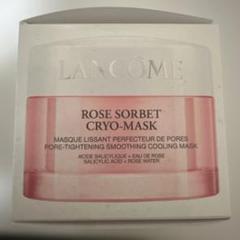 LANCÔME
ROSE SORBET
CRYO-MASK
MASQUE LISSANT PERFECTEUR DE PORES
PORE-TIGHTENING SMOOTHING COOLING MASK
ACIDE SALICYLIQUE + EAU DE ROSE
SALICYLIC ACID + ROSE WATER